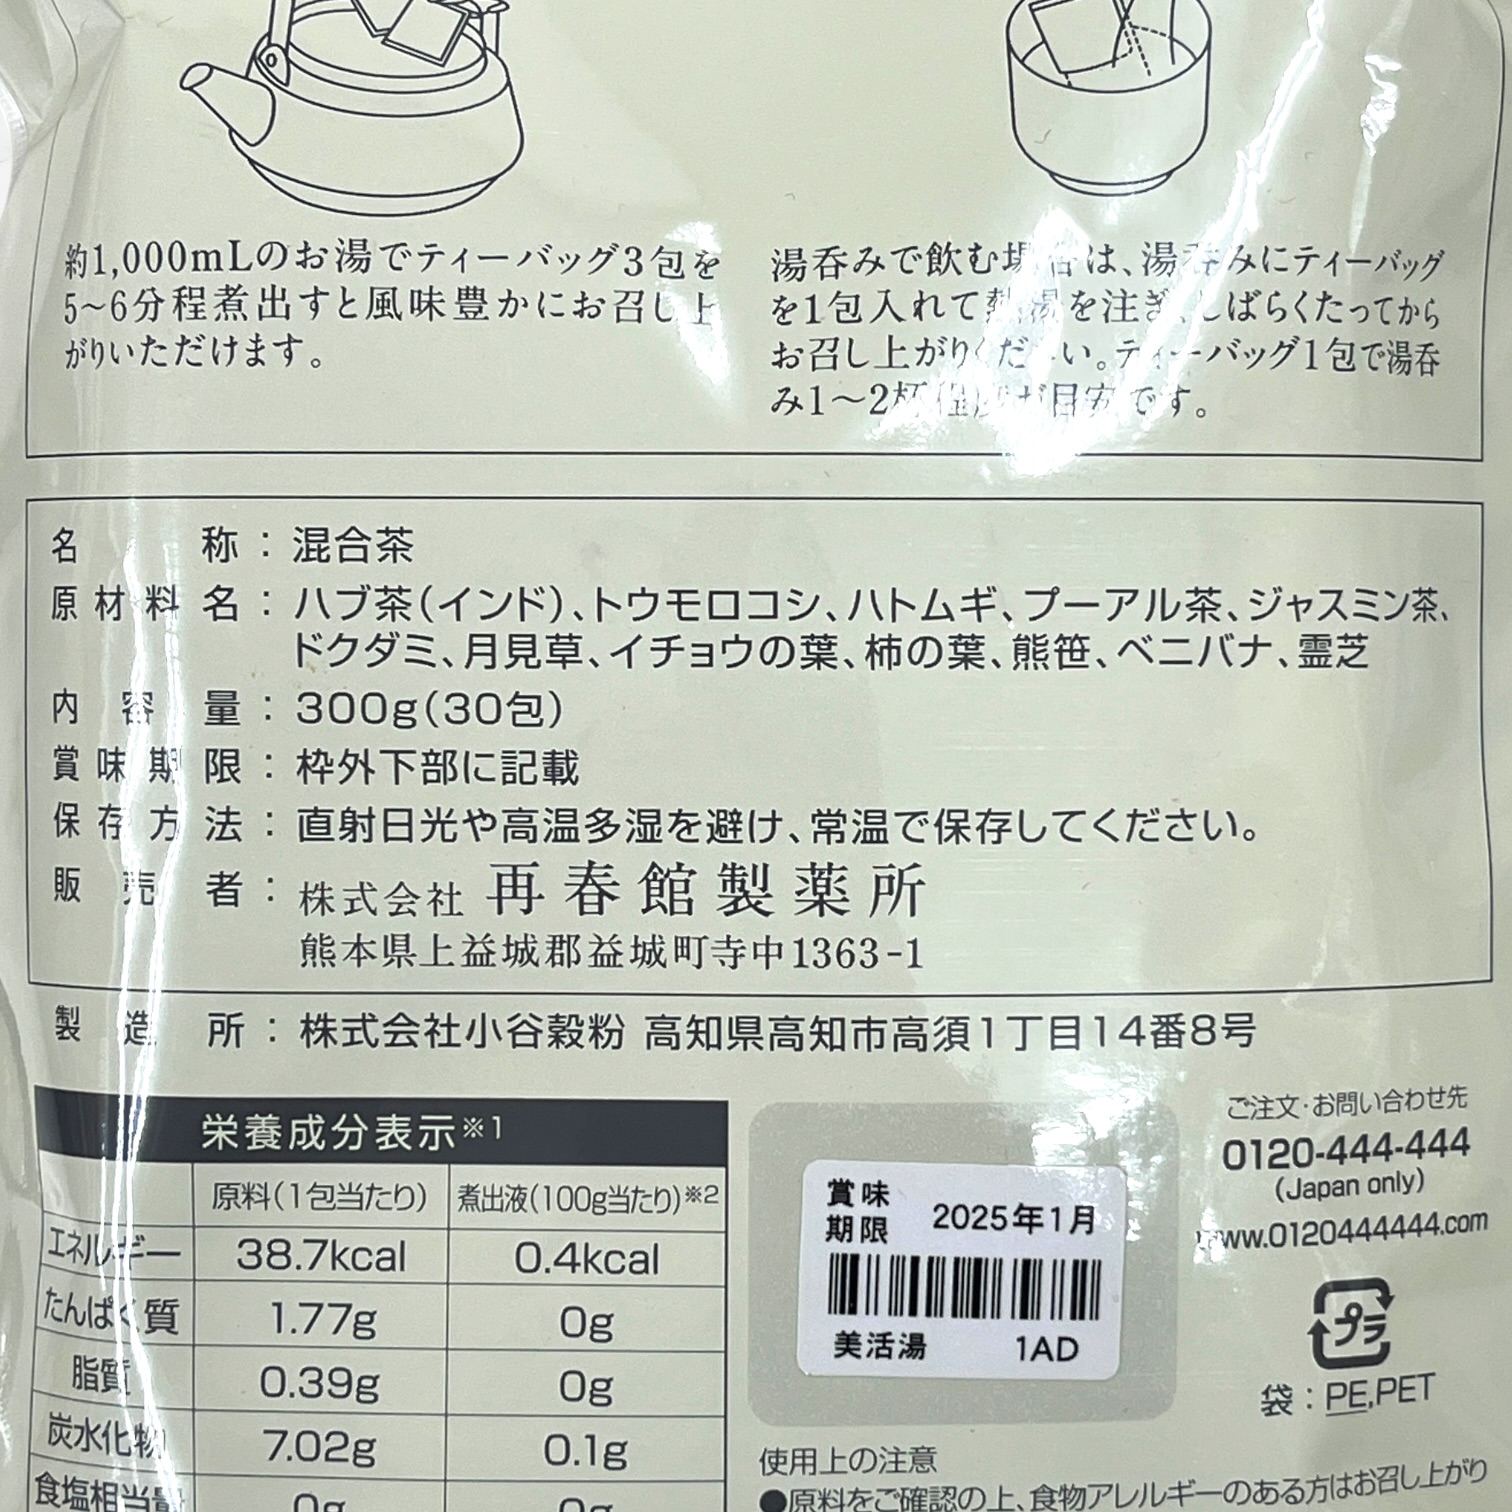 約1,000mLのお湯でティーバッグ3包を
5〜6分程煮出すと風味豊かにお召し上
がりいただけます。
湯呑みで飲む場合は、湯呑みにティーバッグ
を1包入れて熱湯を注ぎ、しばらくたってから
お召し上がりください。ティーバッグ1包で湯呑
み1〜2杯程度が目安です。
名称：混合茶
原材料名：ハブ茶(インド)、トウモロコシ、ハトムギ、プーアル茶、ジャスミン茶、
ドクダミ、月見草、イチョウの葉、柿の葉、熊笹、ベニバナ、霊芝
内容量：300g(30包)
賞味期限：枠外下部に記載
保存方法：直射日光や高温多湿を避け、常温で保存してください。
販売者：株式会社 再春館製薬所
熊本県上益城郡益城町寺中1363-1
製造所：株式会社小谷穀粉 高知県高知市高須1丁目14番8号
栄養成分表示※1
原料(1包当たり) 煮出液(100g当たり)※2
エネルギー 38.7kcal 0.4kcal
たんぱく質 1.77g 0g
脂質 0.39g 0g
炭水化物 7.02g 0.1g
食塩相当量 0g 0g
賞味
期限 2025年1月
美活湯 1AD
ご注文・お問い合わせ先
0120-444-444
(Japan only)
www.0120444444.com
プラ
袋：PE,PET
使用上の注意
●原料をご確認の上、食物アレルギーのある方はお召し上がり